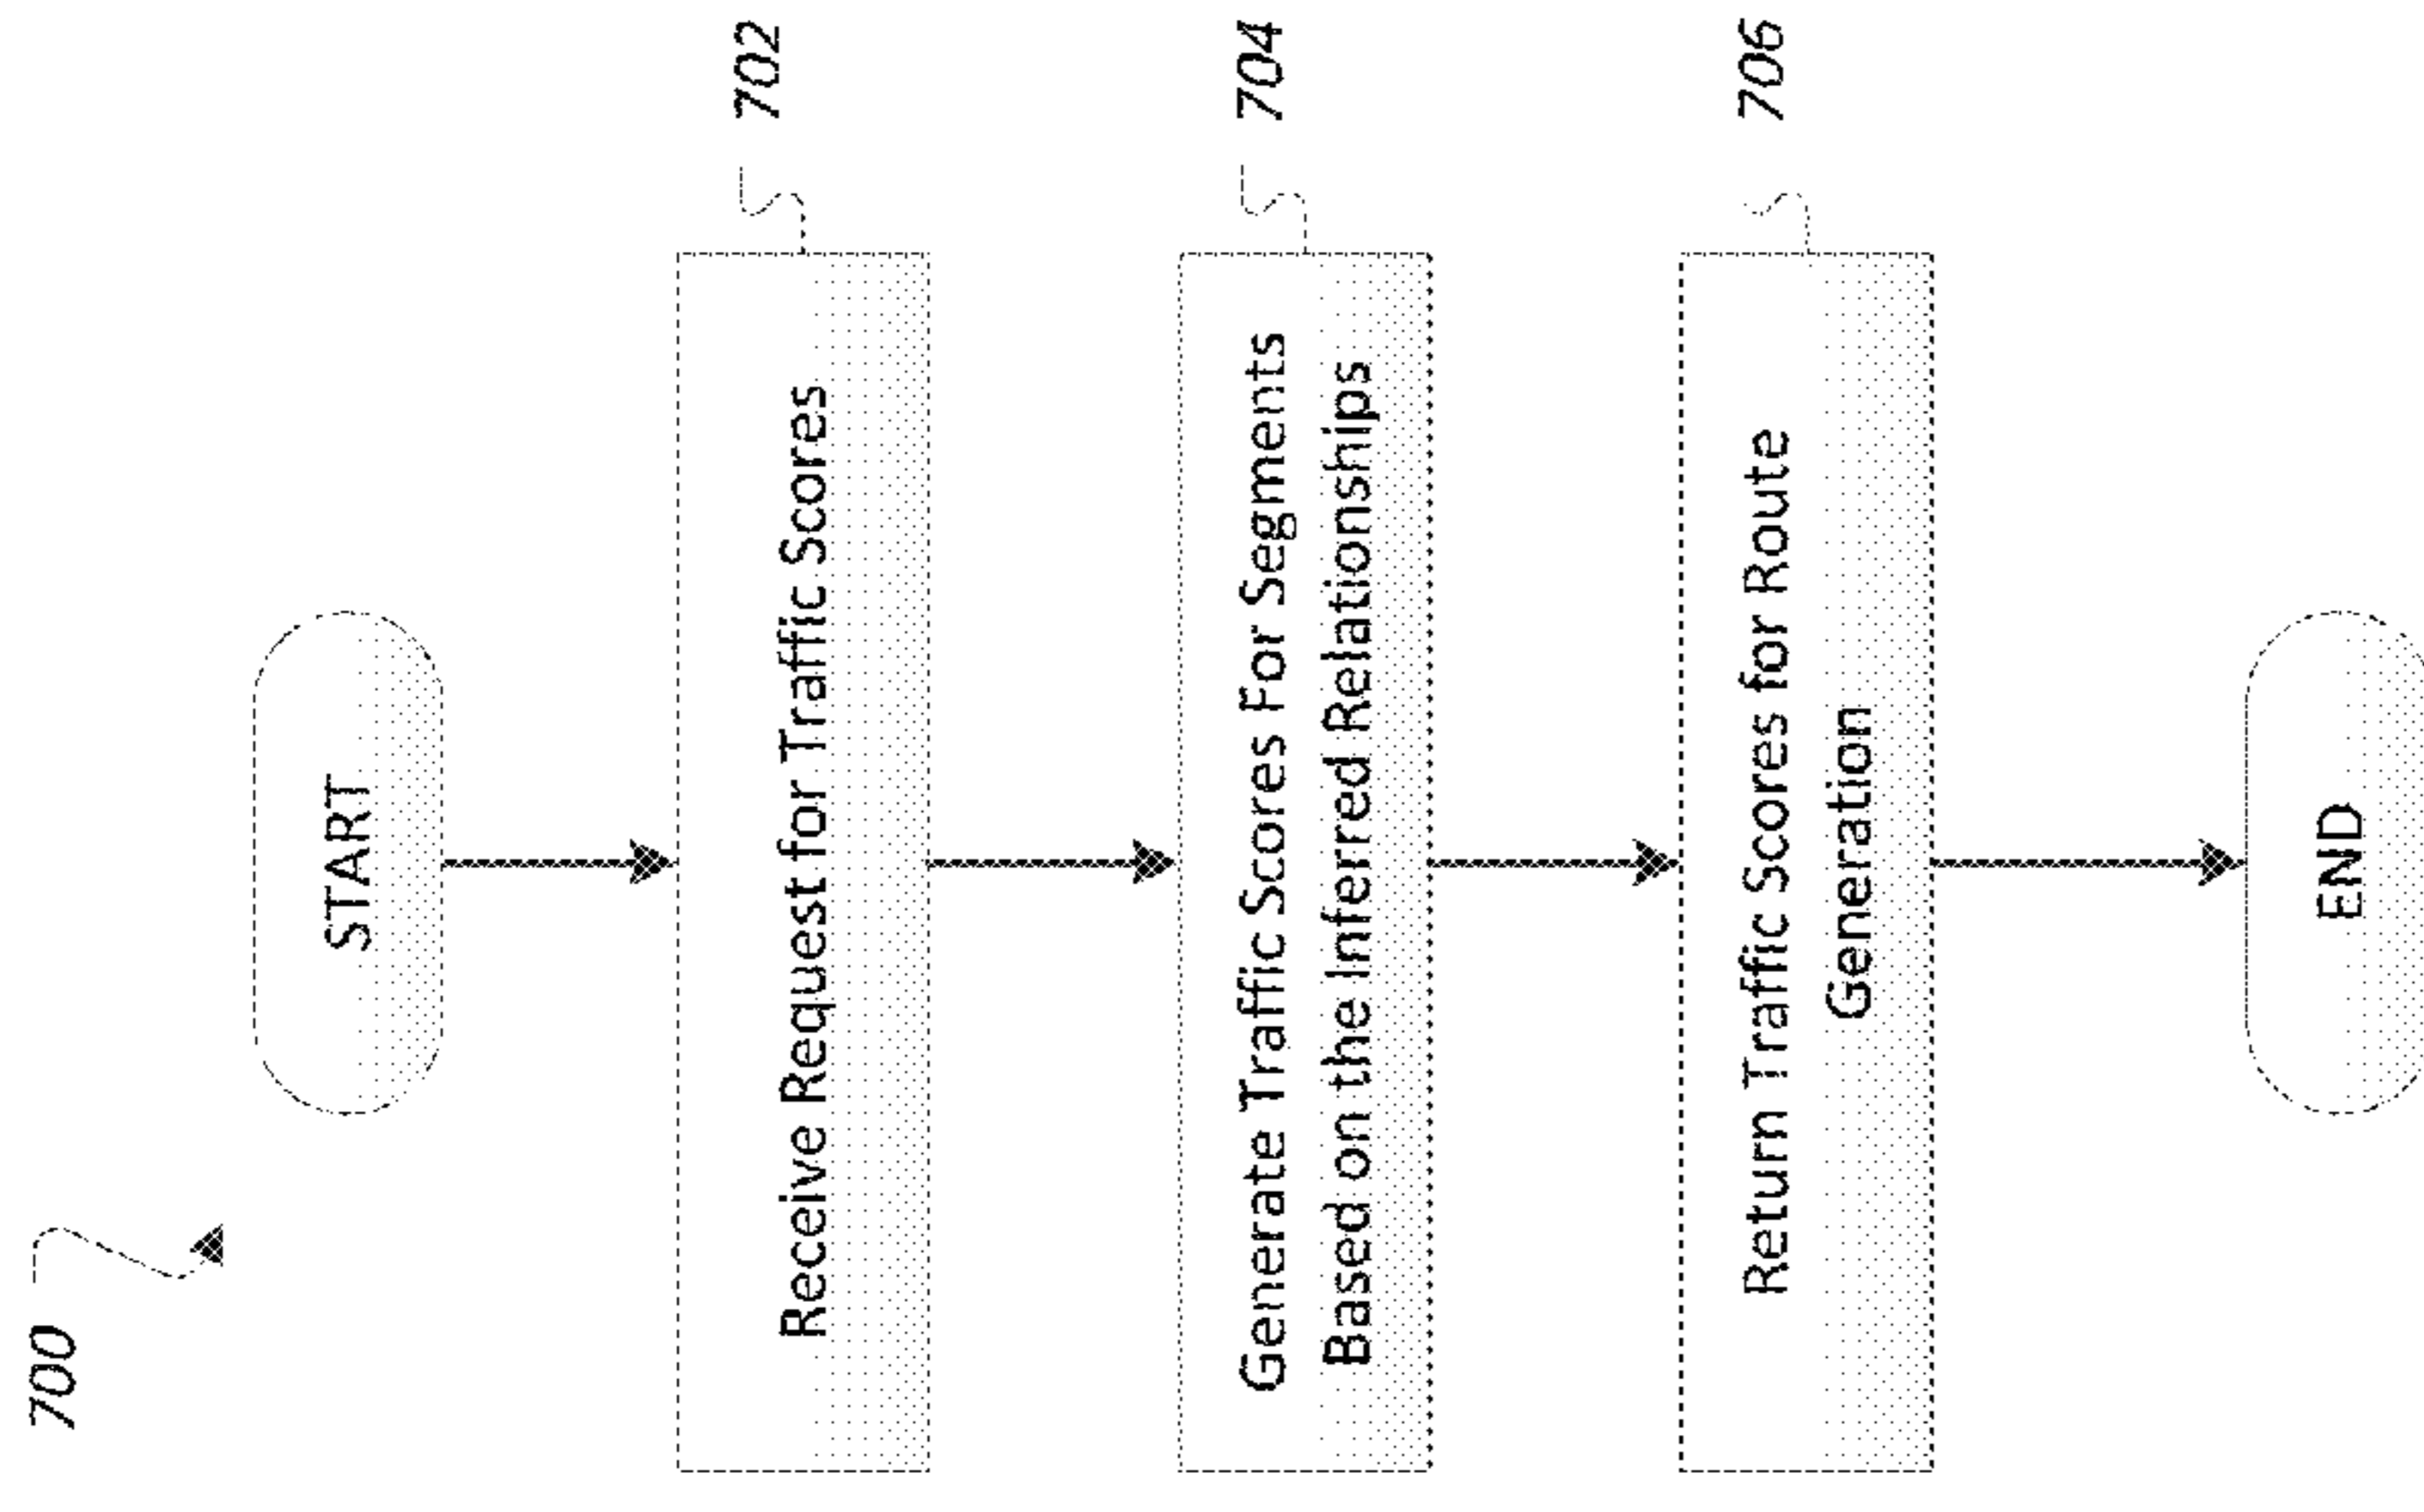 700
START
Receive Request for Traffic Scores
702
Generate Traffic Scores For Segments
Based on the Inferred Relationships
704
Return Traffic Scores for Route
Generation
706
END